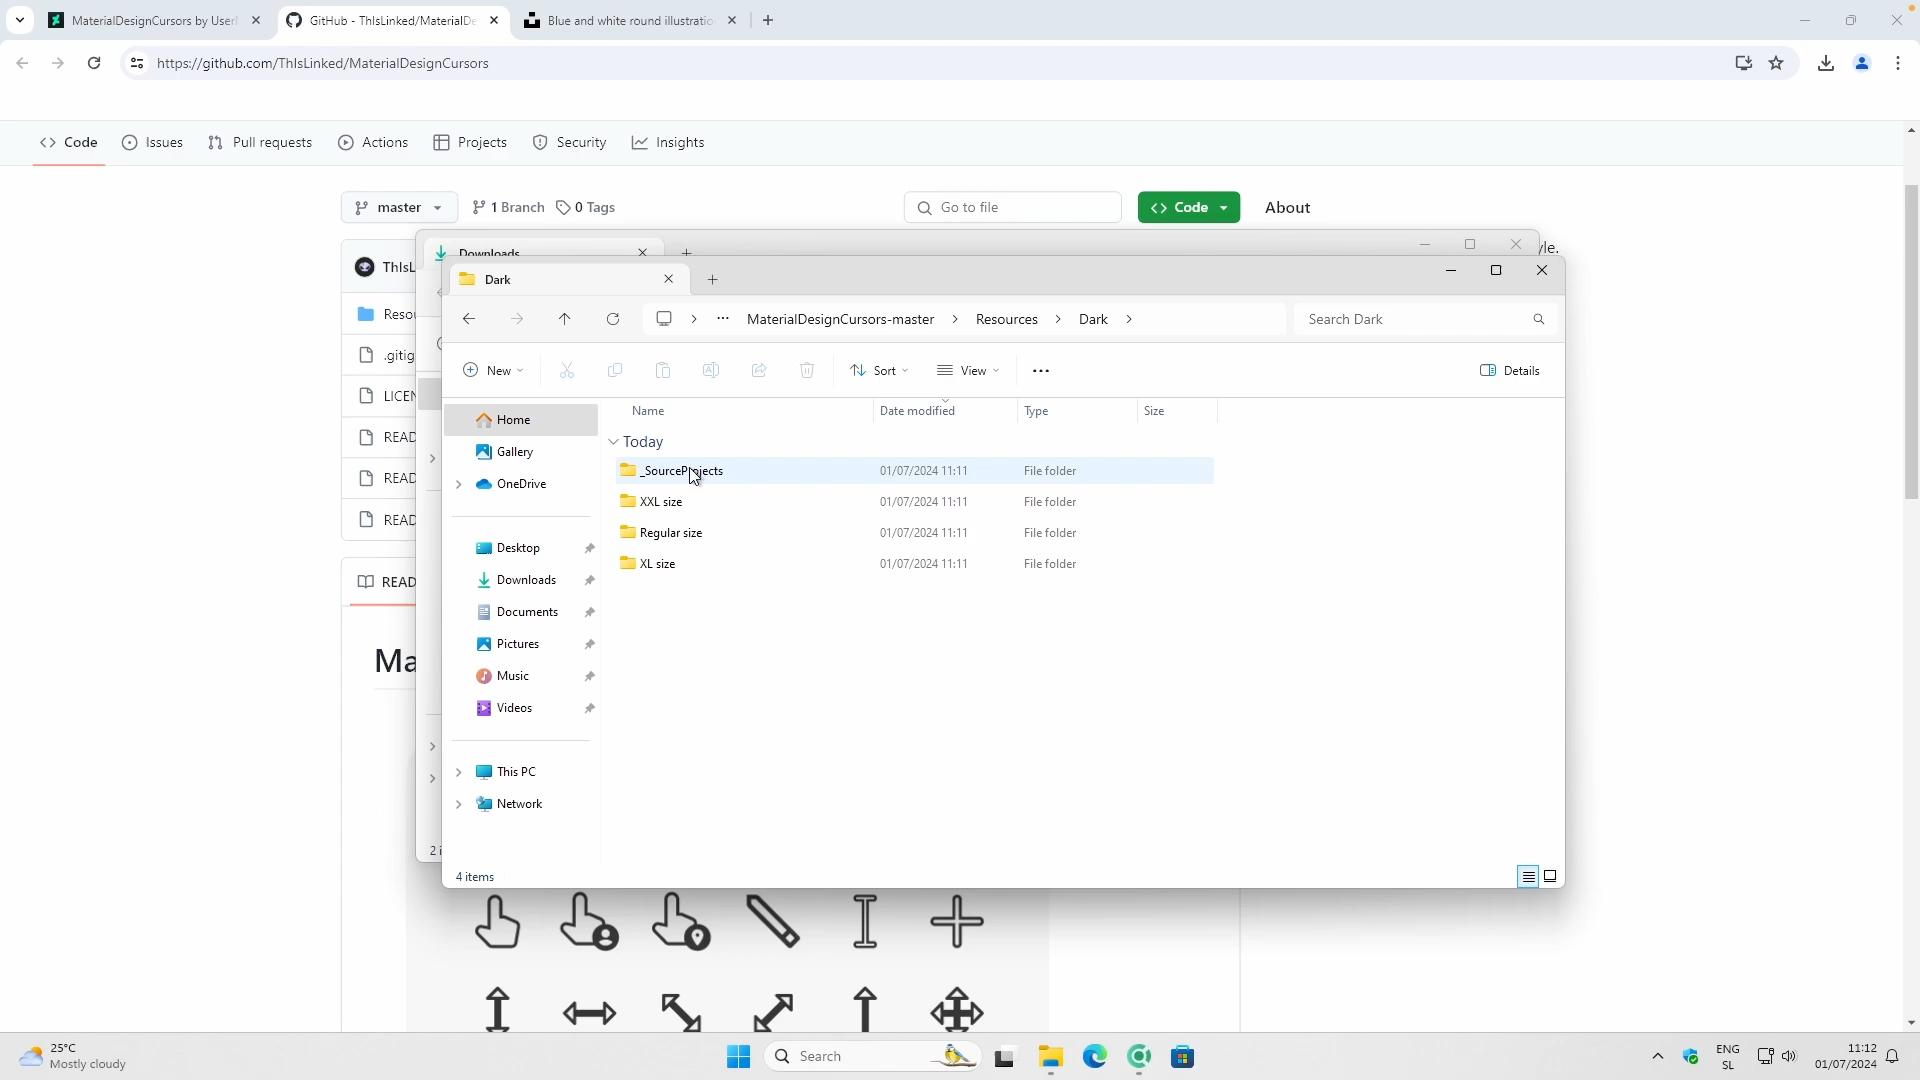 MaterialDesignCursors by User
GitHub - ThIsLinked/MaterialDe
Blue and white round illustratio
https://github.com/ThIsLinked/MaterialDesignCursors
Code
Issues
Pull requests
Actions
Projects
Security
Insights
master
1 Branch
0 Tags
Go to file
Code
About
ThIsL
Downloads
yle.
Dark
Resou
MaterialDesignCursors-master
Resources
Dark
Search Dark
.gitig
New
Sort
View
Details
LICEN
Name
Date modified
Type
Size
Home
READ
Today
Gallery
_SourceProjects 01/07/2024 11:11 File folder
READ
OneDrive
XXL size 01/07/2024 11:11 File folder
READ
Regular size 01/07/2024 11:11 File folder
Desktop
XL size 01/07/2024 11:11 File folder
READ
Downloads
Documents
Pictures
Ma
Music
Videos
This PC
Network
2 i
4 items
25°C
Mostly cloudy
Search
ENG
SL
11:12
01/07/2024